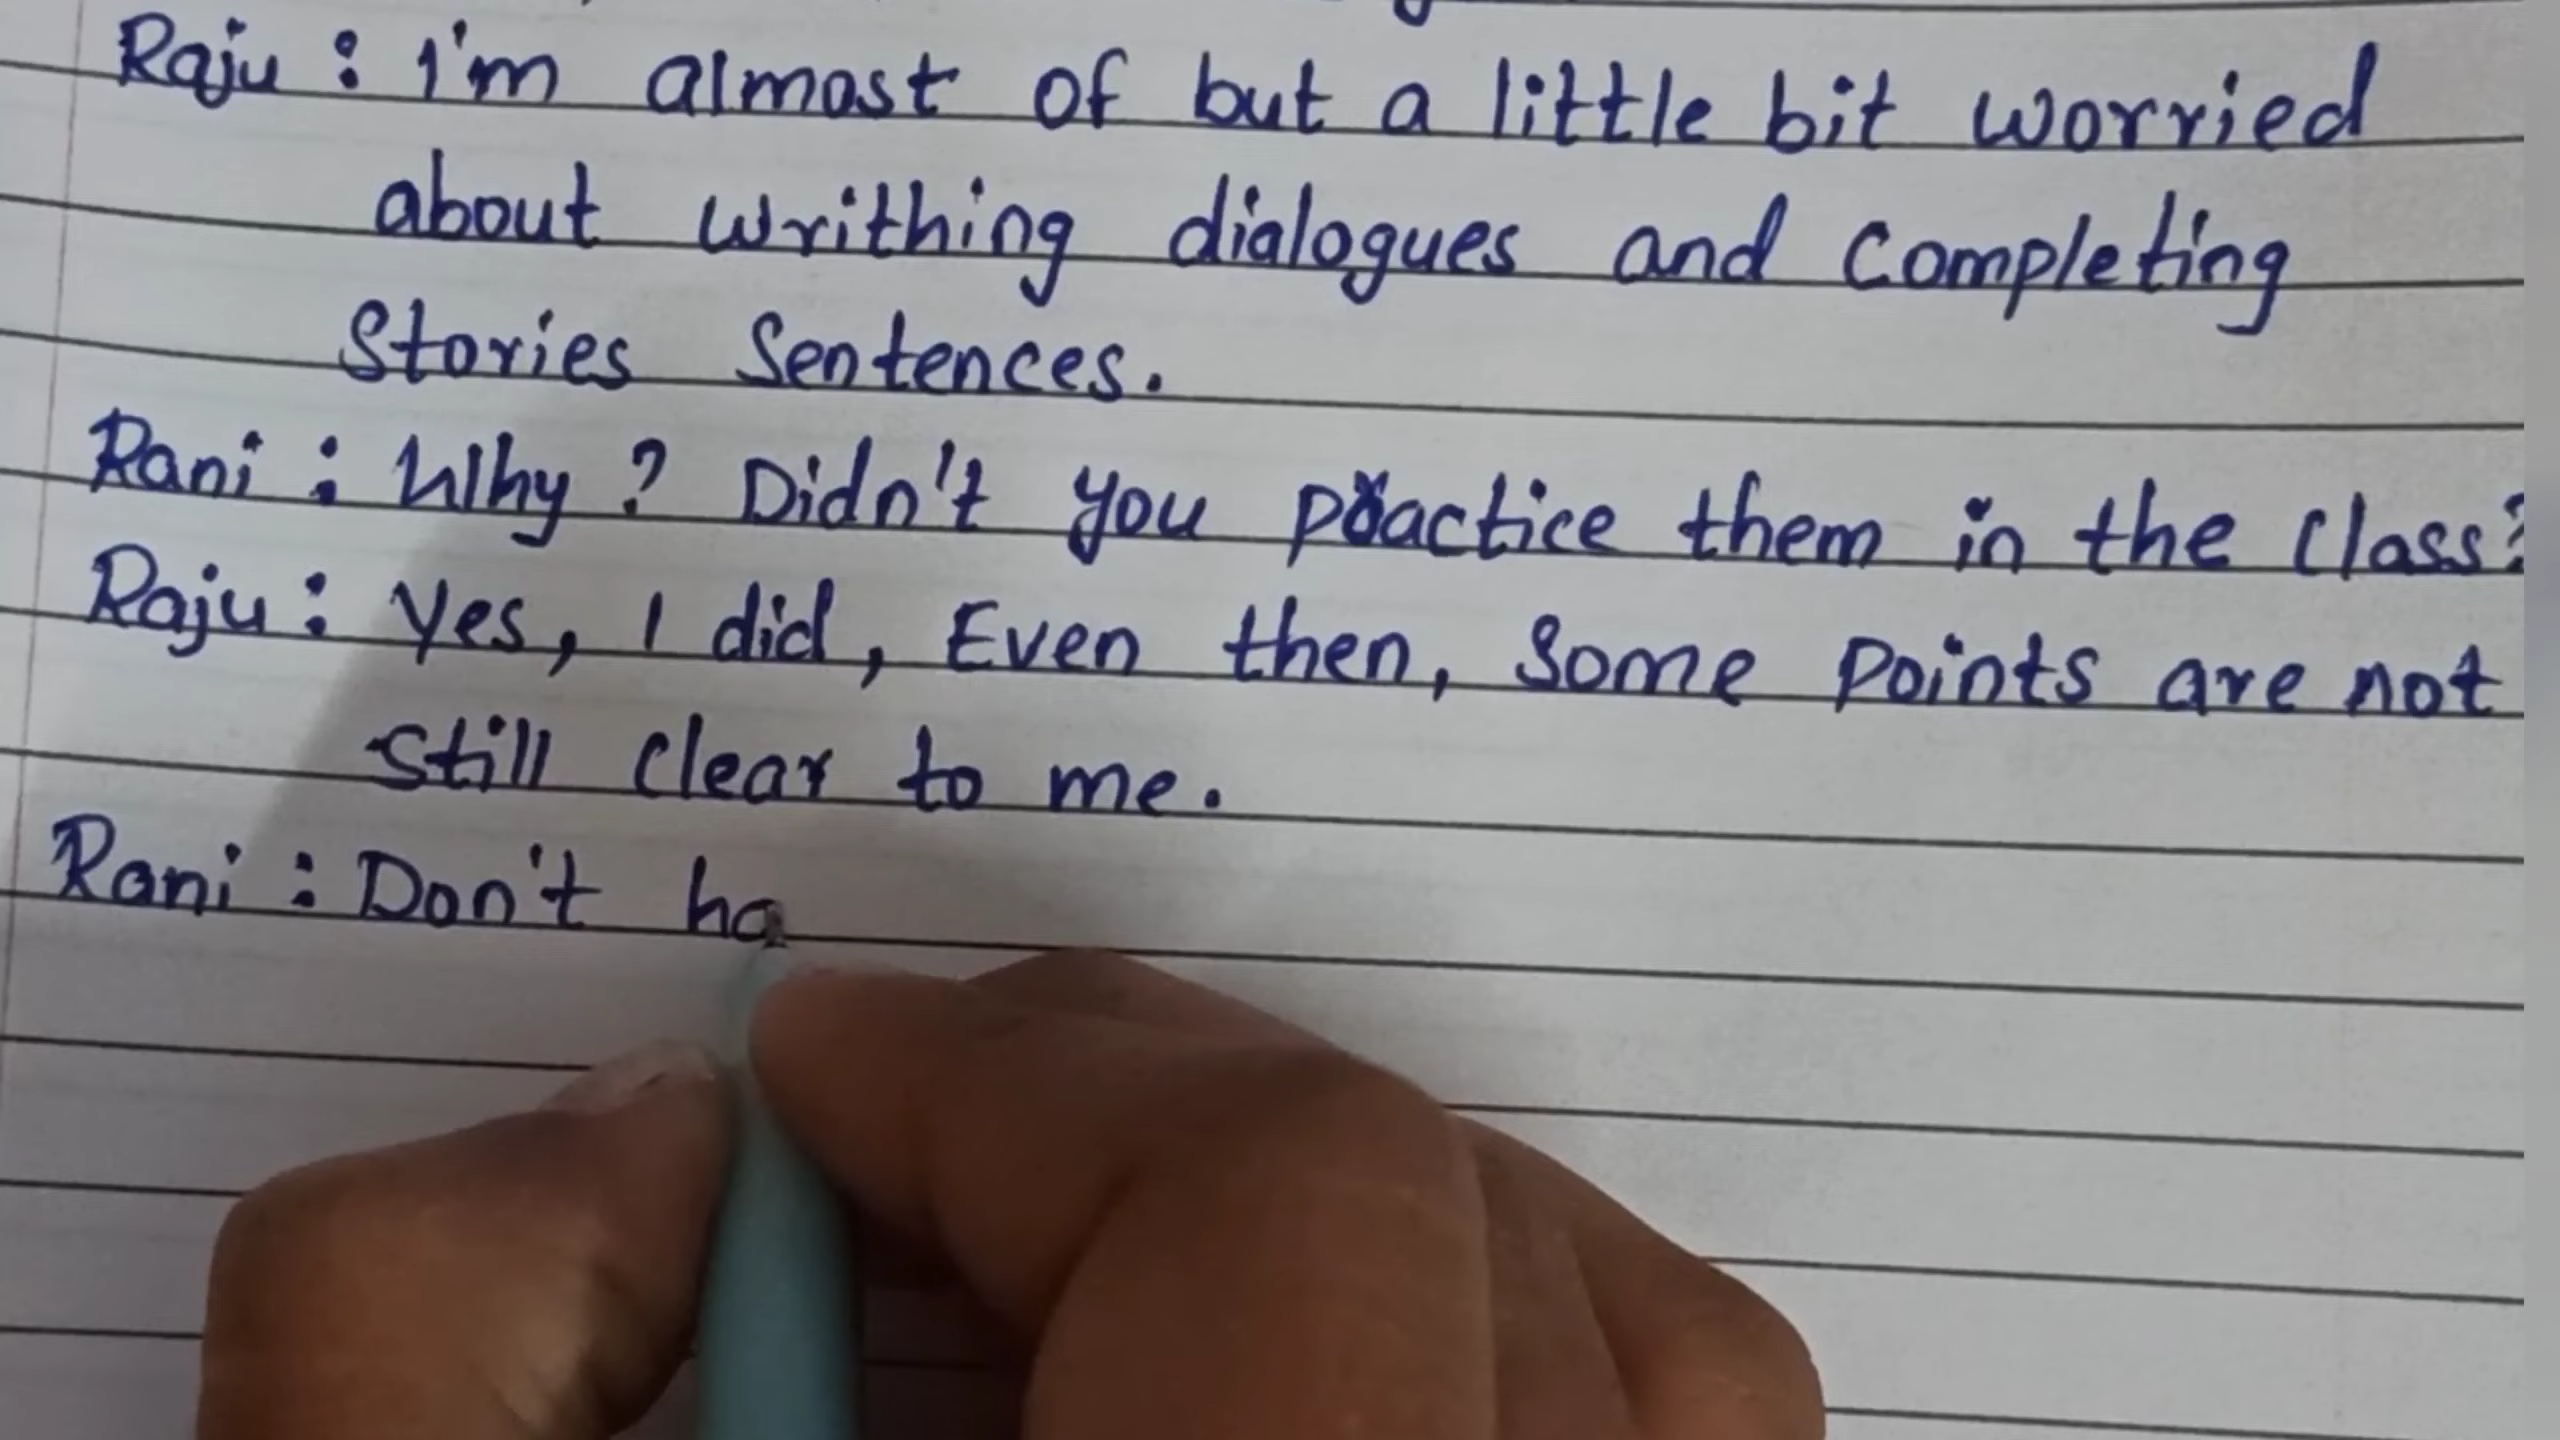 Raju : I'm almost of but a little bit worried
about writhing dialogues and completing
Stories Sentences.
Rani : Why ? Didn't you practice them in the class?
Raju : Yes, I did, Even then, Some points are not
still clear to me.
Rani : Don't ha